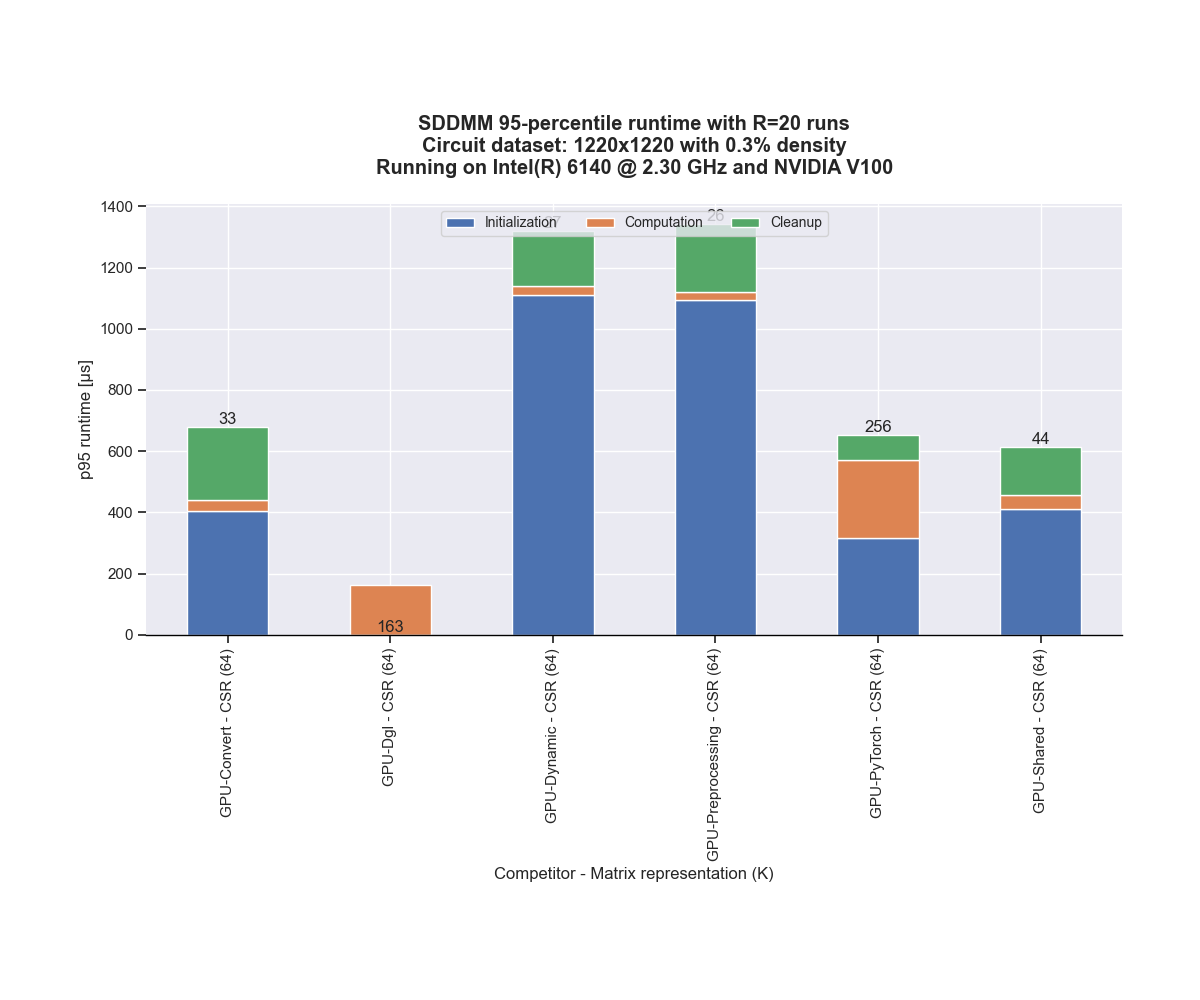 SDDMM 95-percentile runtime with R=20 runs
Circuit dataset: 1220x1220 with 0.3% density
Running on Intel(R) 6140 @ 2.30 GHz and NVIDIA V100
Initialization
Computation
Cleanup
p95 runtime [µs]
1400
1200
1000
800
600
400
200
0
33
163
27
26
256
44
GPU-Convert - CSR (64)
GPU-Dgl - CSR (64)
GPU-Dynamic - CSR (64)
GPU-Preprocessing - CSR (64)
GPU-PyTorch - CSR (64)
GPU-Shared - CSR (64)
Competitor - Matrix representation (K)